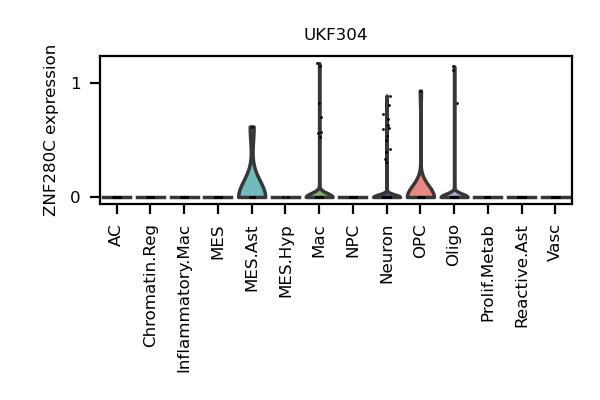 UKF304
ZNF280C expression
1
0
AC
Chromatin.Reg
Inflammatory.Mac
MES
MES.Ast
MES.Hyp
Mac
NPC
Neuron
OPC
Oligo
Prolif.Metab
Reactive.Ast
Vasc